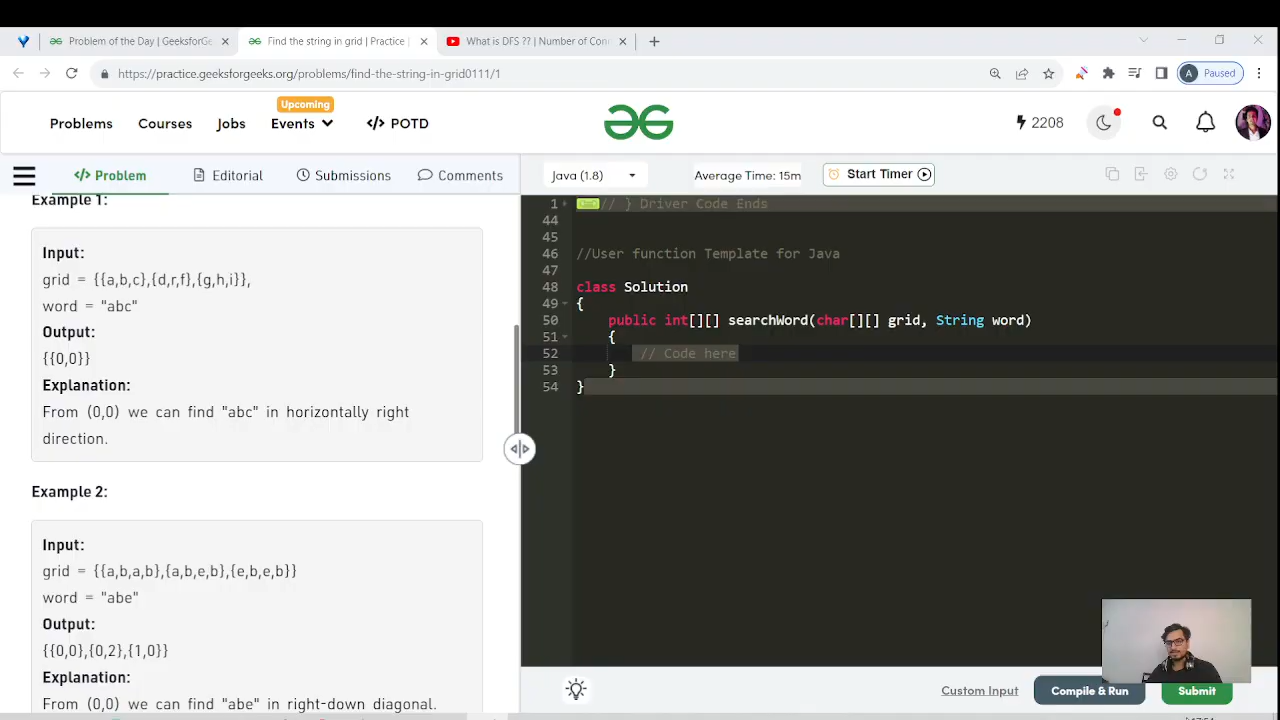 Problem of the Day | GeeksforGe
Find the string in grid | Practice |
What is DFS ?? | Number of Con
https://practice.geeksforgeeks.org/problems/find-the-string-in-grid0111/1
A
Paused
Upcoming
Problems
Courses
Jobs
Events
</> POTD
2208
</> Problem
Editorial
Submissions
Comments
Java (1.8)
Average Time: 15m
Start Timer
Example 1:
Input:
grid = {{a,b,c},{d,r,f},{g,h,i}},
word = "abc"
Output:
{{0,0}}
Explanation:
From (0,0) we can find "abc" in horizontally right
direction.
Example 2:
Input:
grid = {{a,b,a,b},{a,b,e,b},{e,b,e,b}}
word = "abe"
Output:
{{0,0},{0,2},{1,0}}
Explanation:
From (0,0) we can find "abe" in right-down diagonal.
1 // } Driver Code Ends
44
45
46 //User function Template for Java
47
48 class Solution
49 {
50 public int[][] searchWord(char[][] grid, String word)
51 {
52 // Code here
53 }
54 }
Custom Input
Compile & Run
Submit